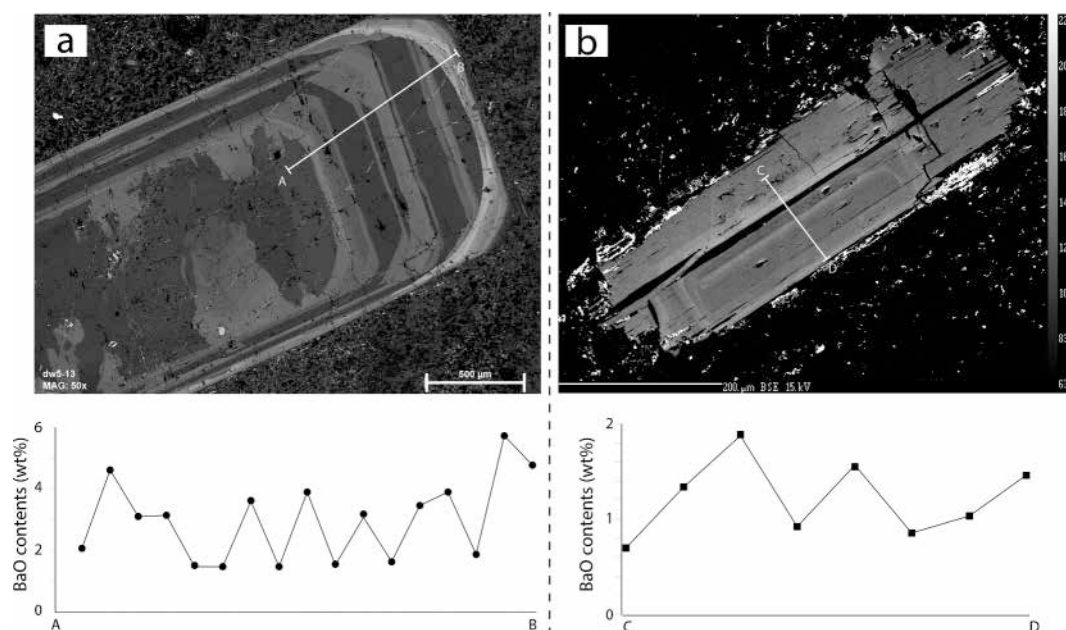 a
A
B
dw5-13
MAG: 50x
500 µm
b
C
D
200.µm BSE 15.kV
63
BaO contents (wt%)
6
4
2
0
A
B
BaO contents (wt%)
2
1
0
C
D